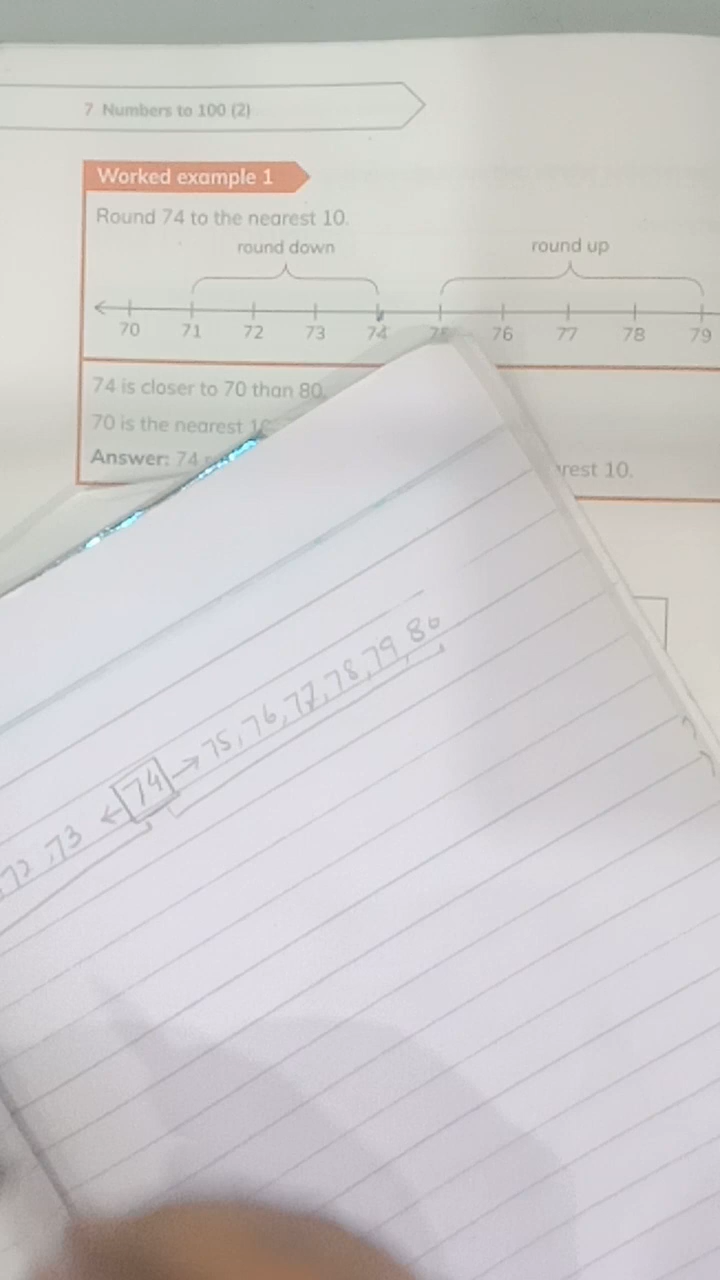 7 Numbers to 100 (2)
Worked example 1
Round 74 to the nearest 10.
round down round up
70 71 72 73 74 75 76 77 78 79
74 is closer to 70 than 80.
70 is the nearest
Answer: 74
rest 10.
72, 73 ← 74 → 75, 76, 77, 78, 79, 80